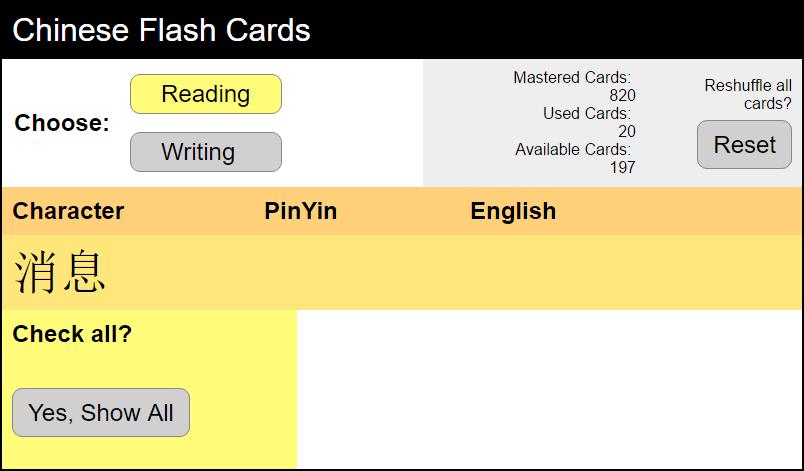 Chinese Flash Cards
Choose:
Reading
Writing
Mastered Cards:
820
Used Cards:
20
Available Cards:
197
Reshuffle all
cards?
Reset
Character PinYin English
消息
Check all?
Yes, Show All